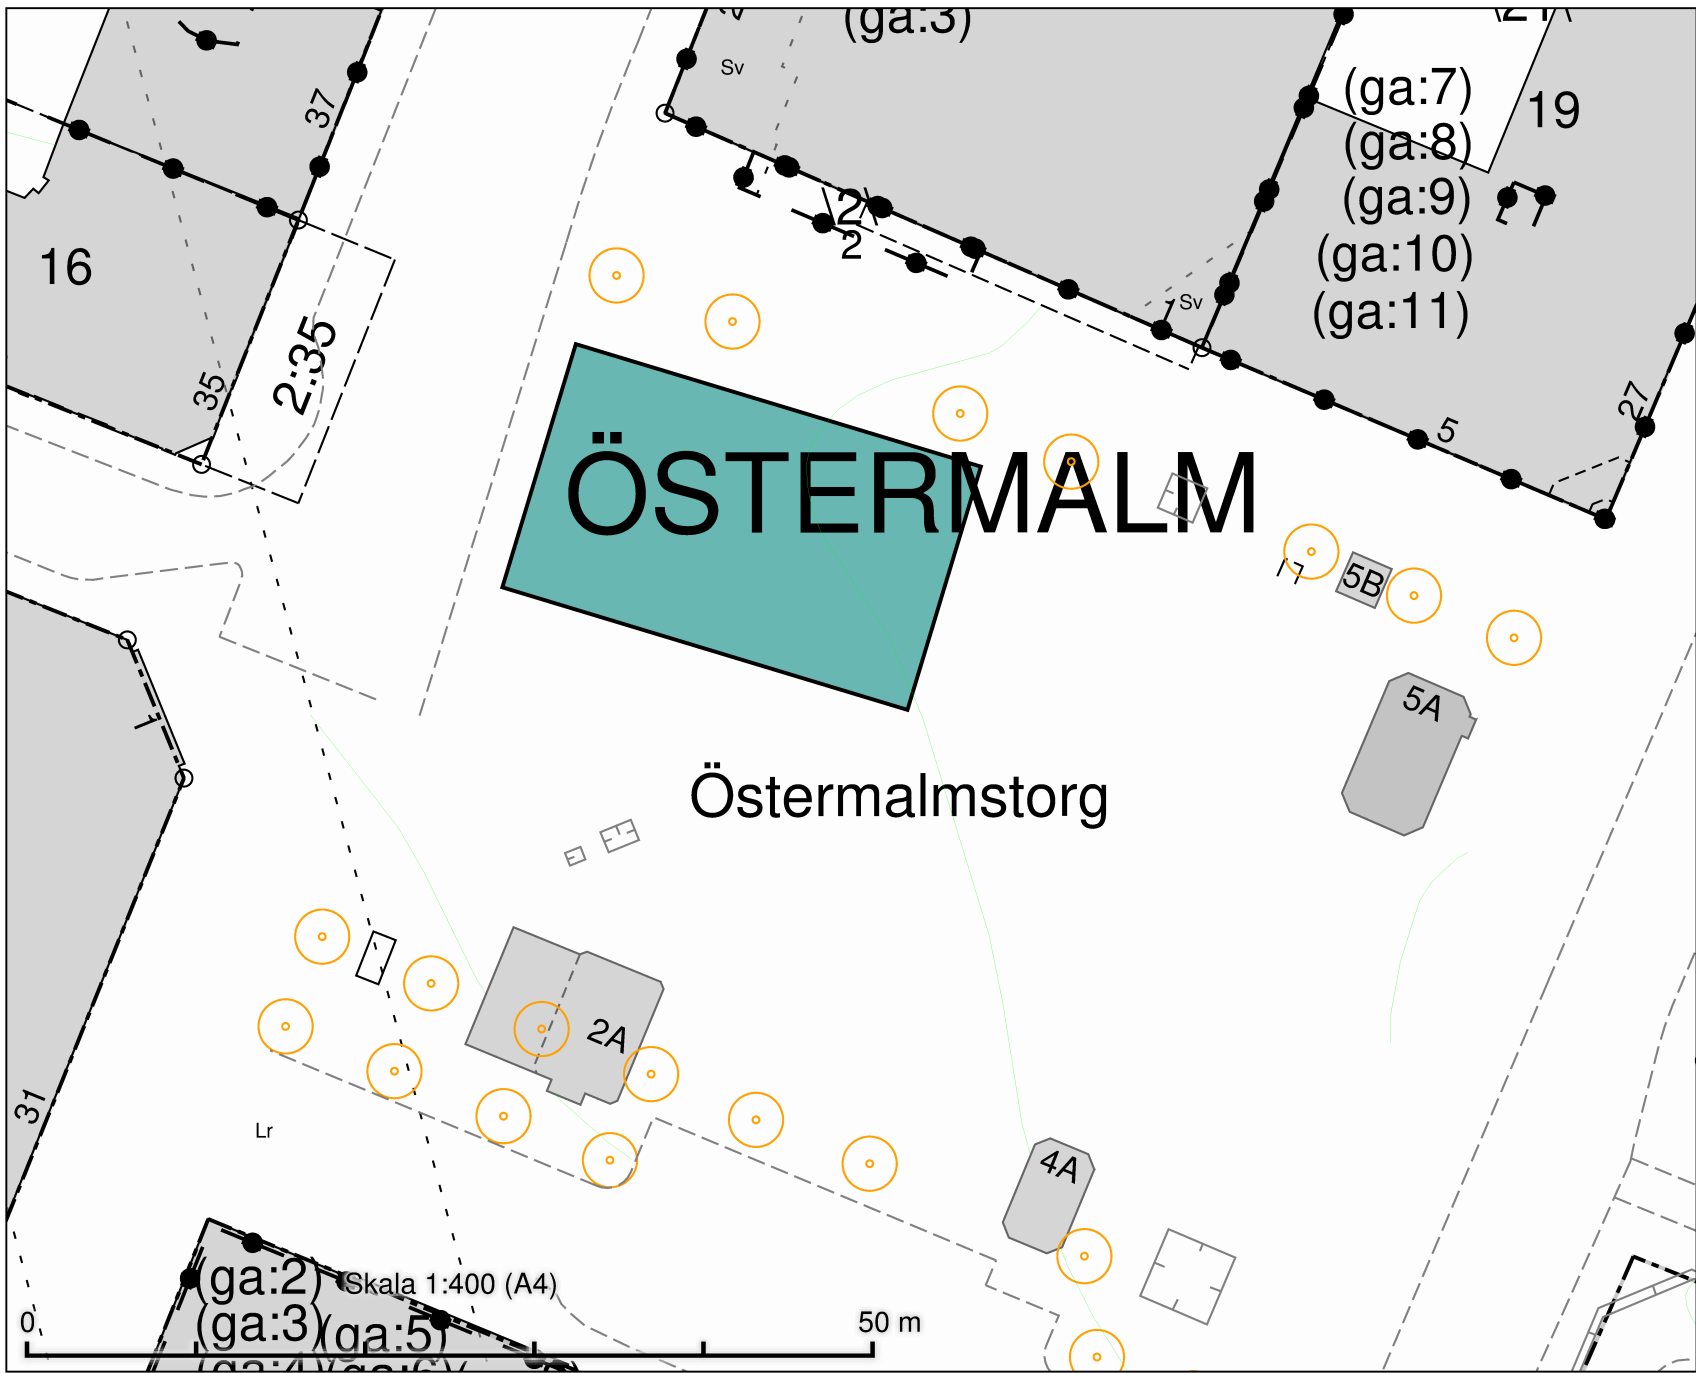 (ga:3)
Sv
37
(ga:7)
19
(ga:8)
(ga:9)
2
2
16
(ga:10)
Sv
(ga:11)
2:35
35
27
5
ÖSTERMALM
5B
5A
1
Östermalmstorg
2A
31
Lr
4A
(ga:2)
Skala 1:400 (A4)
(ga:3)
(ga:5)
0
50 m